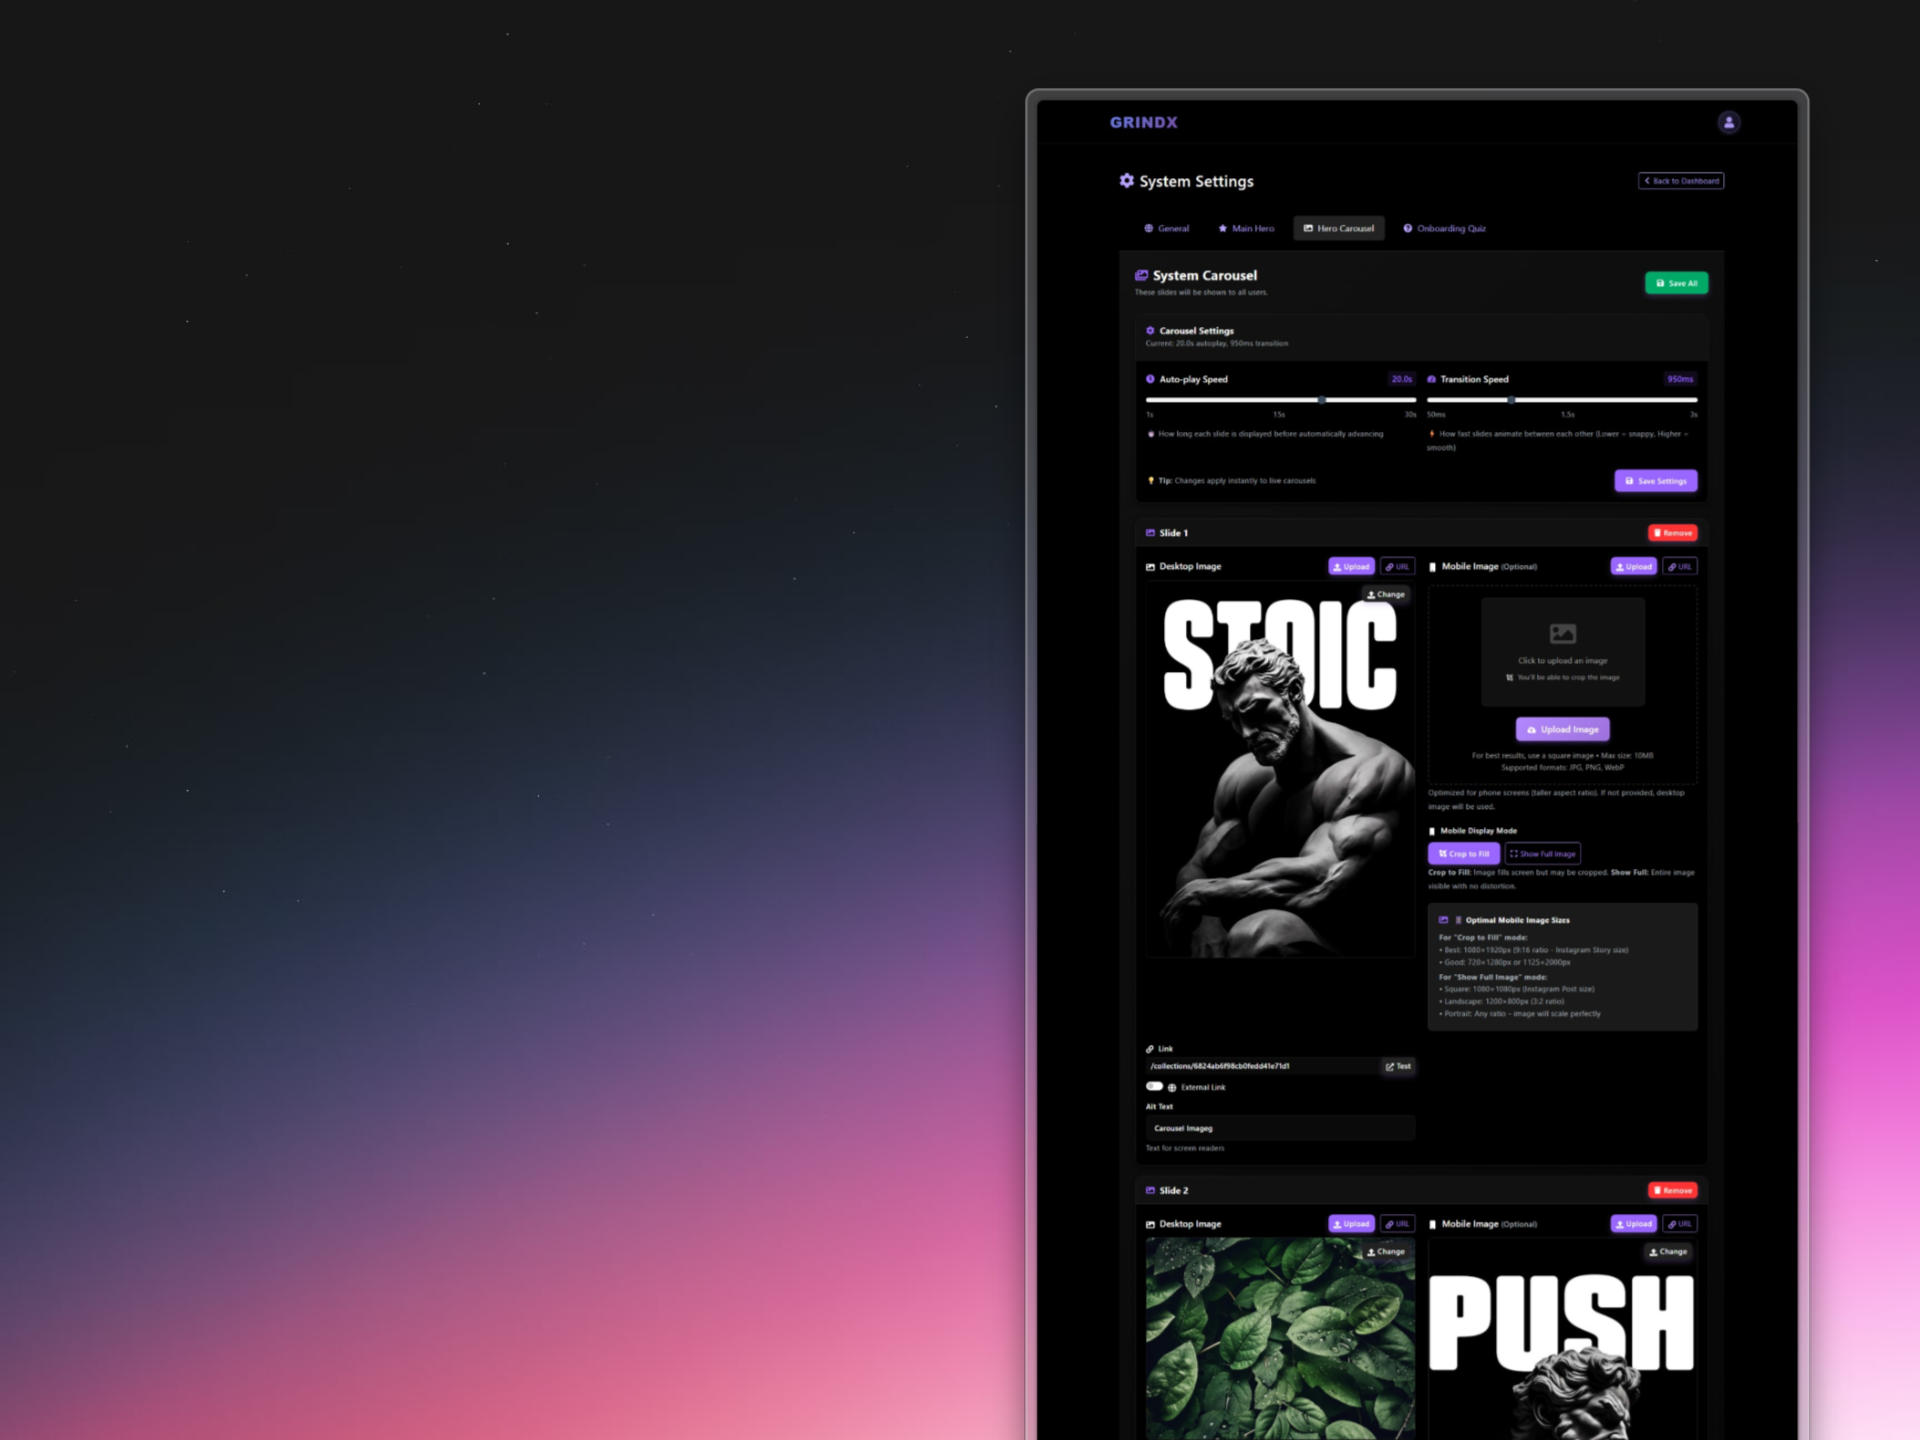 GRINDX
System Settings
Back to Dashboard
General
Main Hero
Hero Carousel
Onboarding Quiz
System Carousel
These slides will be shown to all users.
Save All
Carousel Settings
Current: 20.0s autoplay, 950ms transition
Auto-play Speed
20.0s
1s 15s 30s
How long each slide is displayed before automatically advancing
Transition Speed
950ms
50ms 1.5s 3s
How fast slides animate between each other (Lower = snappy, Higher =
smooth)
Tip: Changes apply instantly to live carousels
Save Settings
Slide 1
Remove
Desktop Image
Upload
URL
Change
STOIC
Mobile Image (Optional)
Upload
URL
Click to upload an image
You'll be able to crop the image
Upload Image
For best results, use a square image • Max size: 10MB
Supported formats: JPG, PNG, WebP
Optimized for phone screens (taller aspect ratio). If not provided, desktop
image will be used.
Mobile Display Mode
Crop to Fill
Show Full Image
Crop to Fill: Image fills screen but may be cropped. Show Full: Entire image
visible with no distortion.
Optimal Mobile Image Sizes
For "Crop to Fill" mode:
• Best: 1080×1920px (9:16 ratio - Instagram Story size)
• Good: 720×1280px or 1125×2000px
For "Show Full Image" mode:
• Square: 1080×1080px (Instagram Post size)
• Landscape: 1200×800px (3:2 ratio)
• Portrait: Any ratio - image will scale perfectly
Link
/collections/6824ab6f98cb0fedd41e71d1
Test
External Link
Alt Text
Carousel Imageg
Text for screen readers
Slide 2
Remove
Desktop Image
Upload
URL
Change
Mobile Image (Optional)
Upload
URL
Change
PUSH